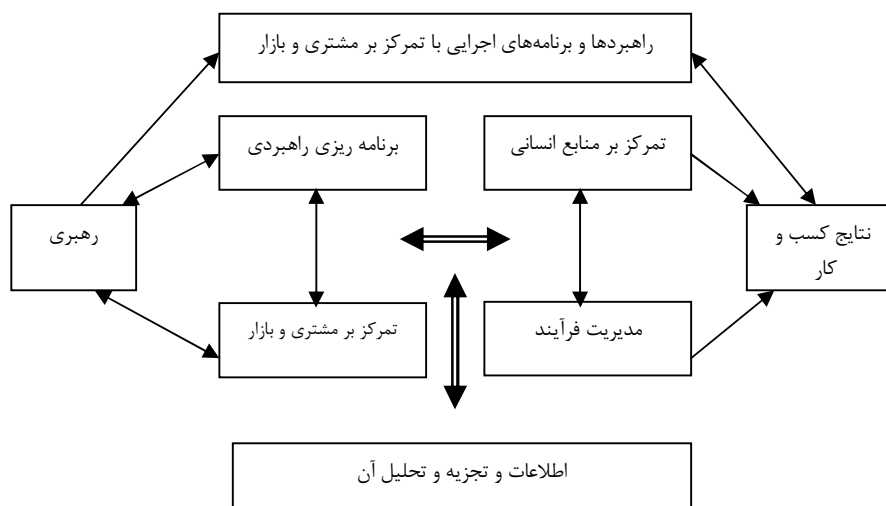 راهبردها و برنامه‌های اجرایی با تمرکز بر مشتری و بازار
تمرکز بر منابع انسانی
برنامه ریزی راهبردی
نتایج کسب و
کار
رهبری
مدیریت فرآیند
تمرکز بر مشتری و بازار
اطلاعات و تجزیه و تحلیل آن